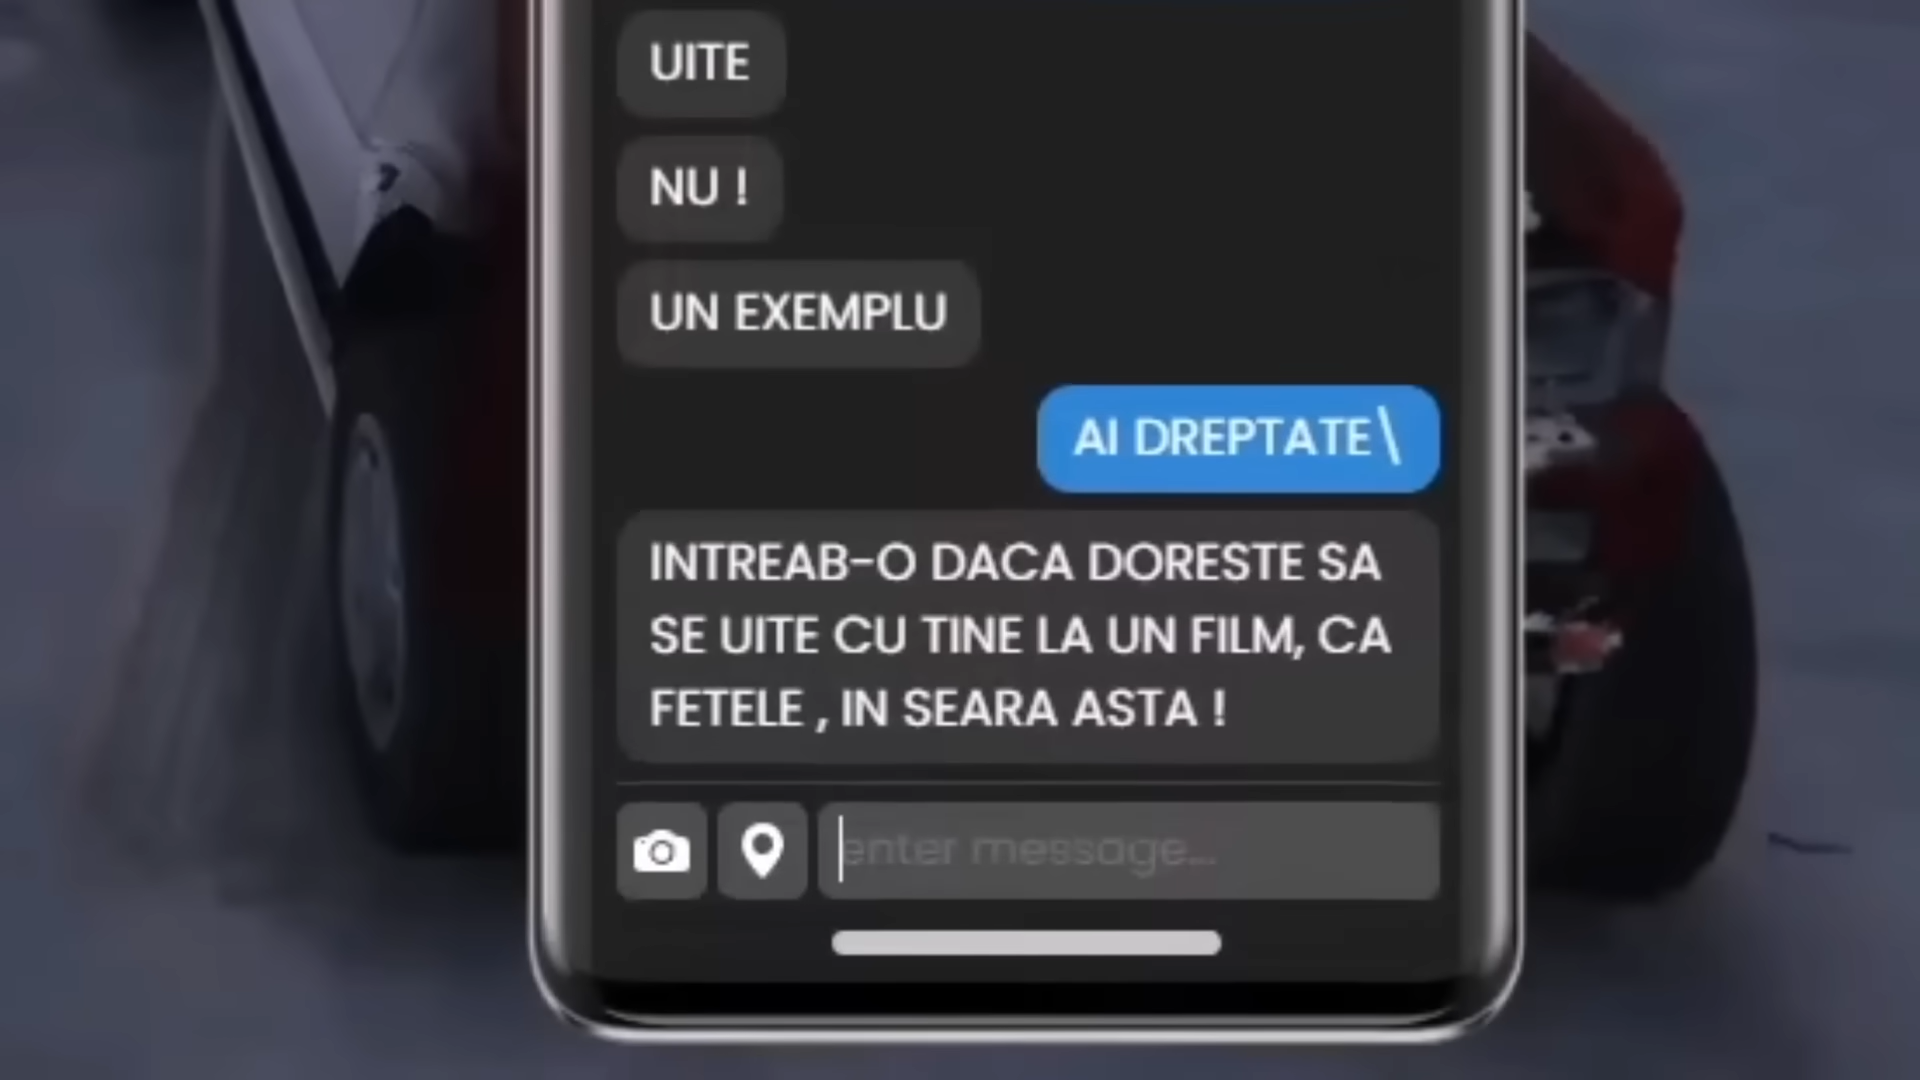 UITE
NU !
UN EXEMPLU
AI DREPTATE\
INTREAB-O DACA DORESTE SA
SE UITE CU TINE LA UN FILM, CA
FETELE , IN SEARA ASTA !
enter message...